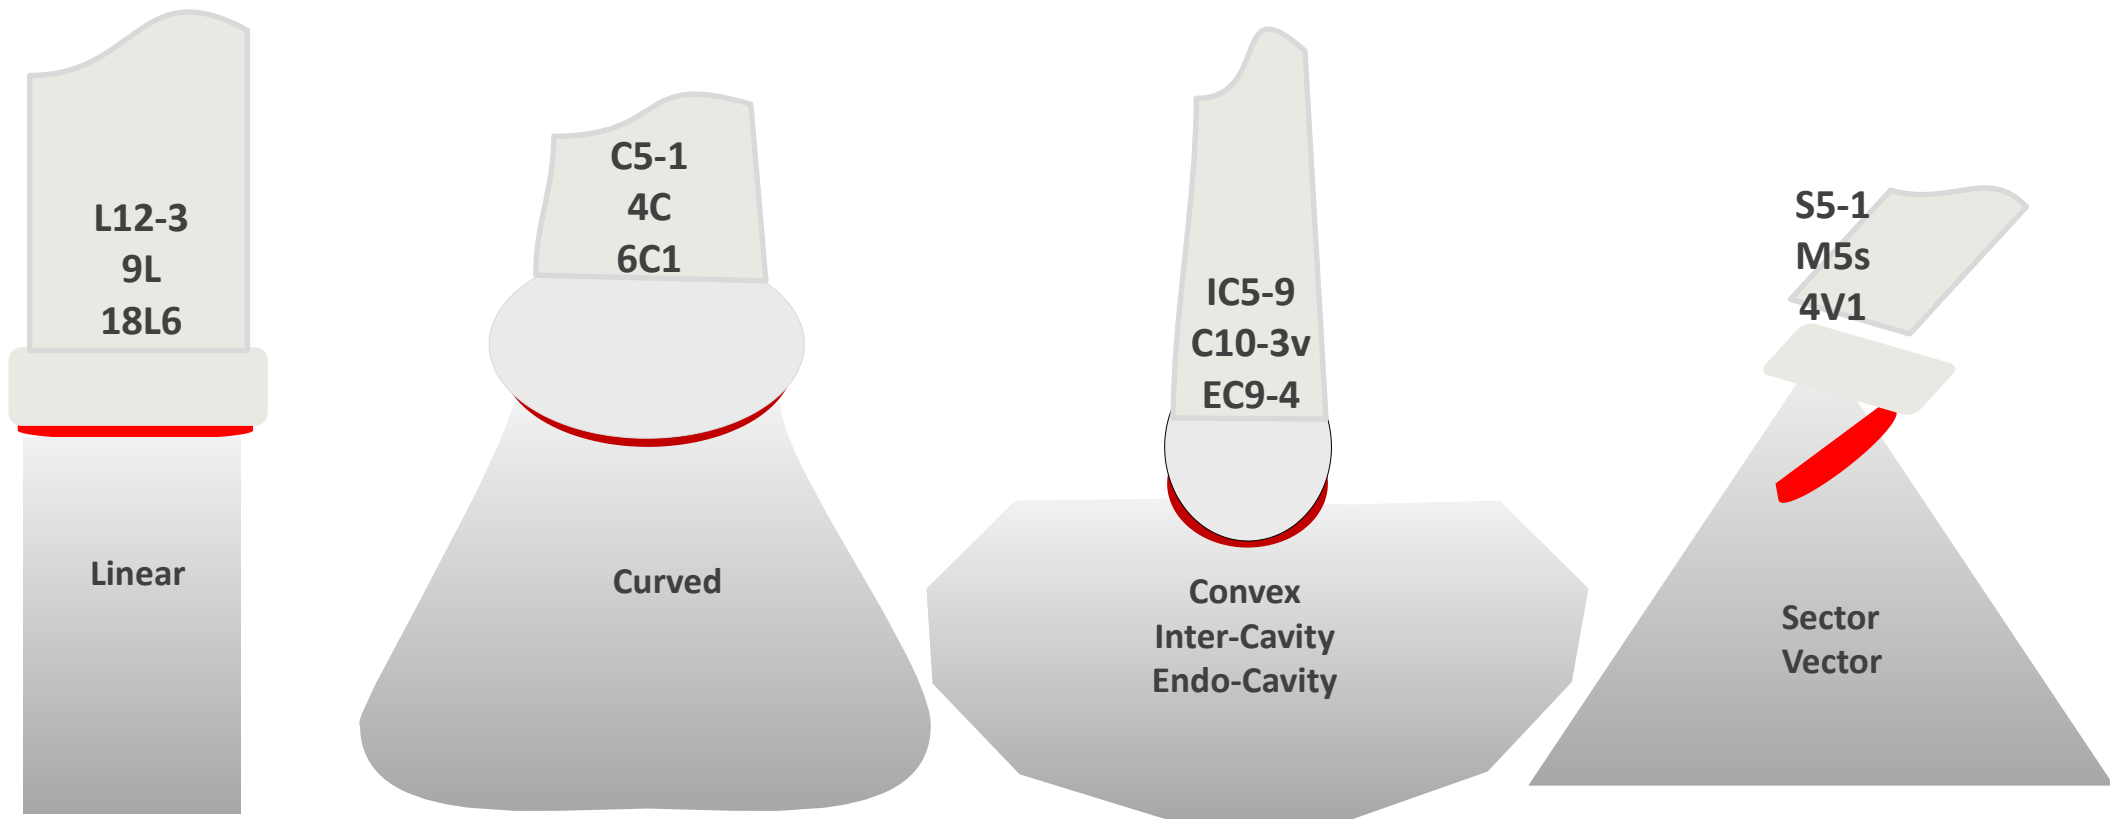 L12-3
9L
18L6
Linear
C5-1
4C
6C1
Curved
IC5-9
C10-3v
EC9-4
Convex
Inter-Cavity
Endo-Cavity
S5-1
M5s
4V1
Sector
Vector